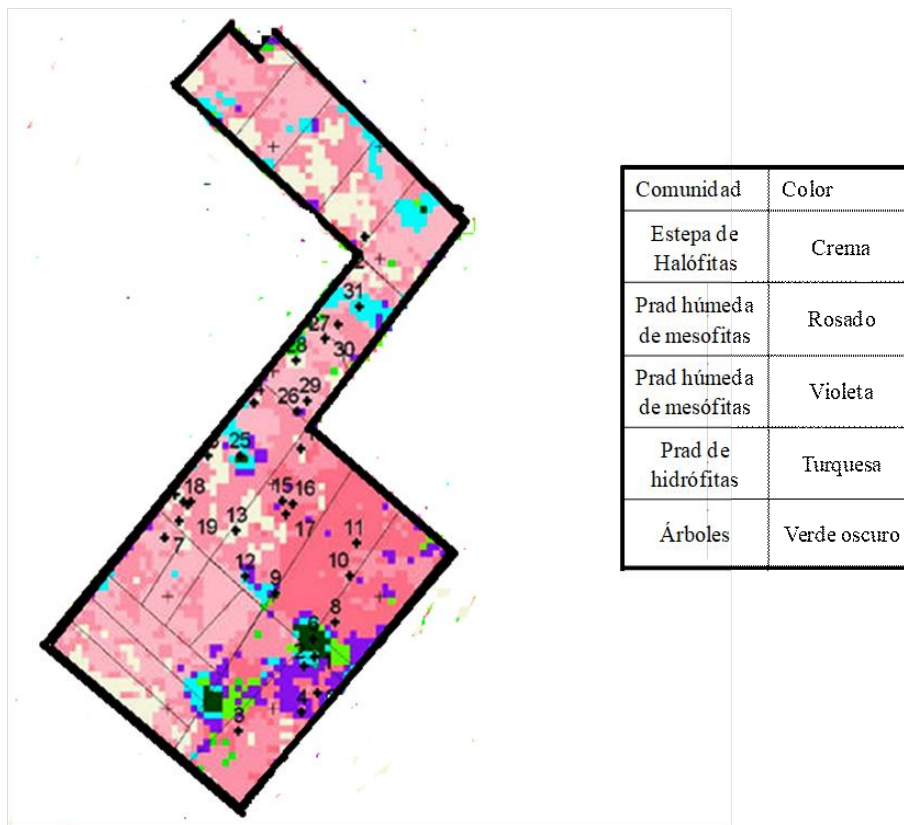 31
27
28
30
29
26
25
18
15
16
13
19
17
7
11
10
12
9
8
6
4
3
Comunidad Color
Estepa de
Halófitas
Crema
Prad húmeda
de mesofitas
Rosado
Prad húmeda
de mesófitas
Violeta
Prad de
hidrófitas
Turquesa
Árboles Verde oscuro